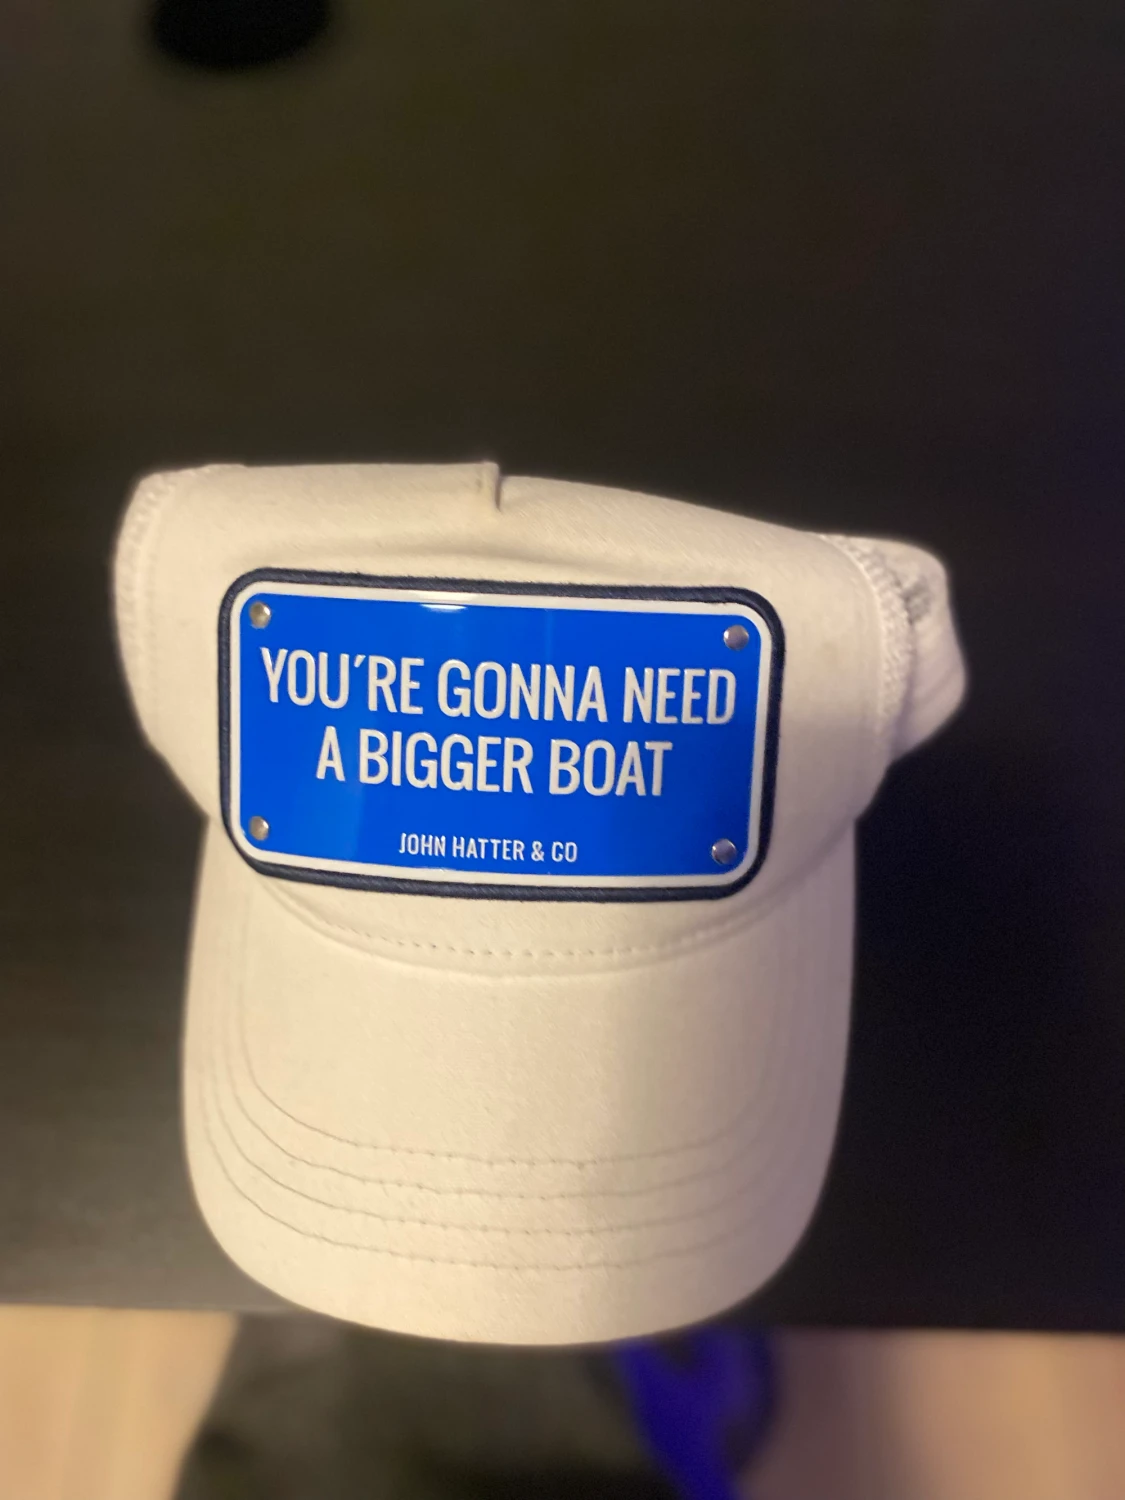 YOU´RE GONNA NEED
A BIGGER BOAT
JOHN HATTER & CO